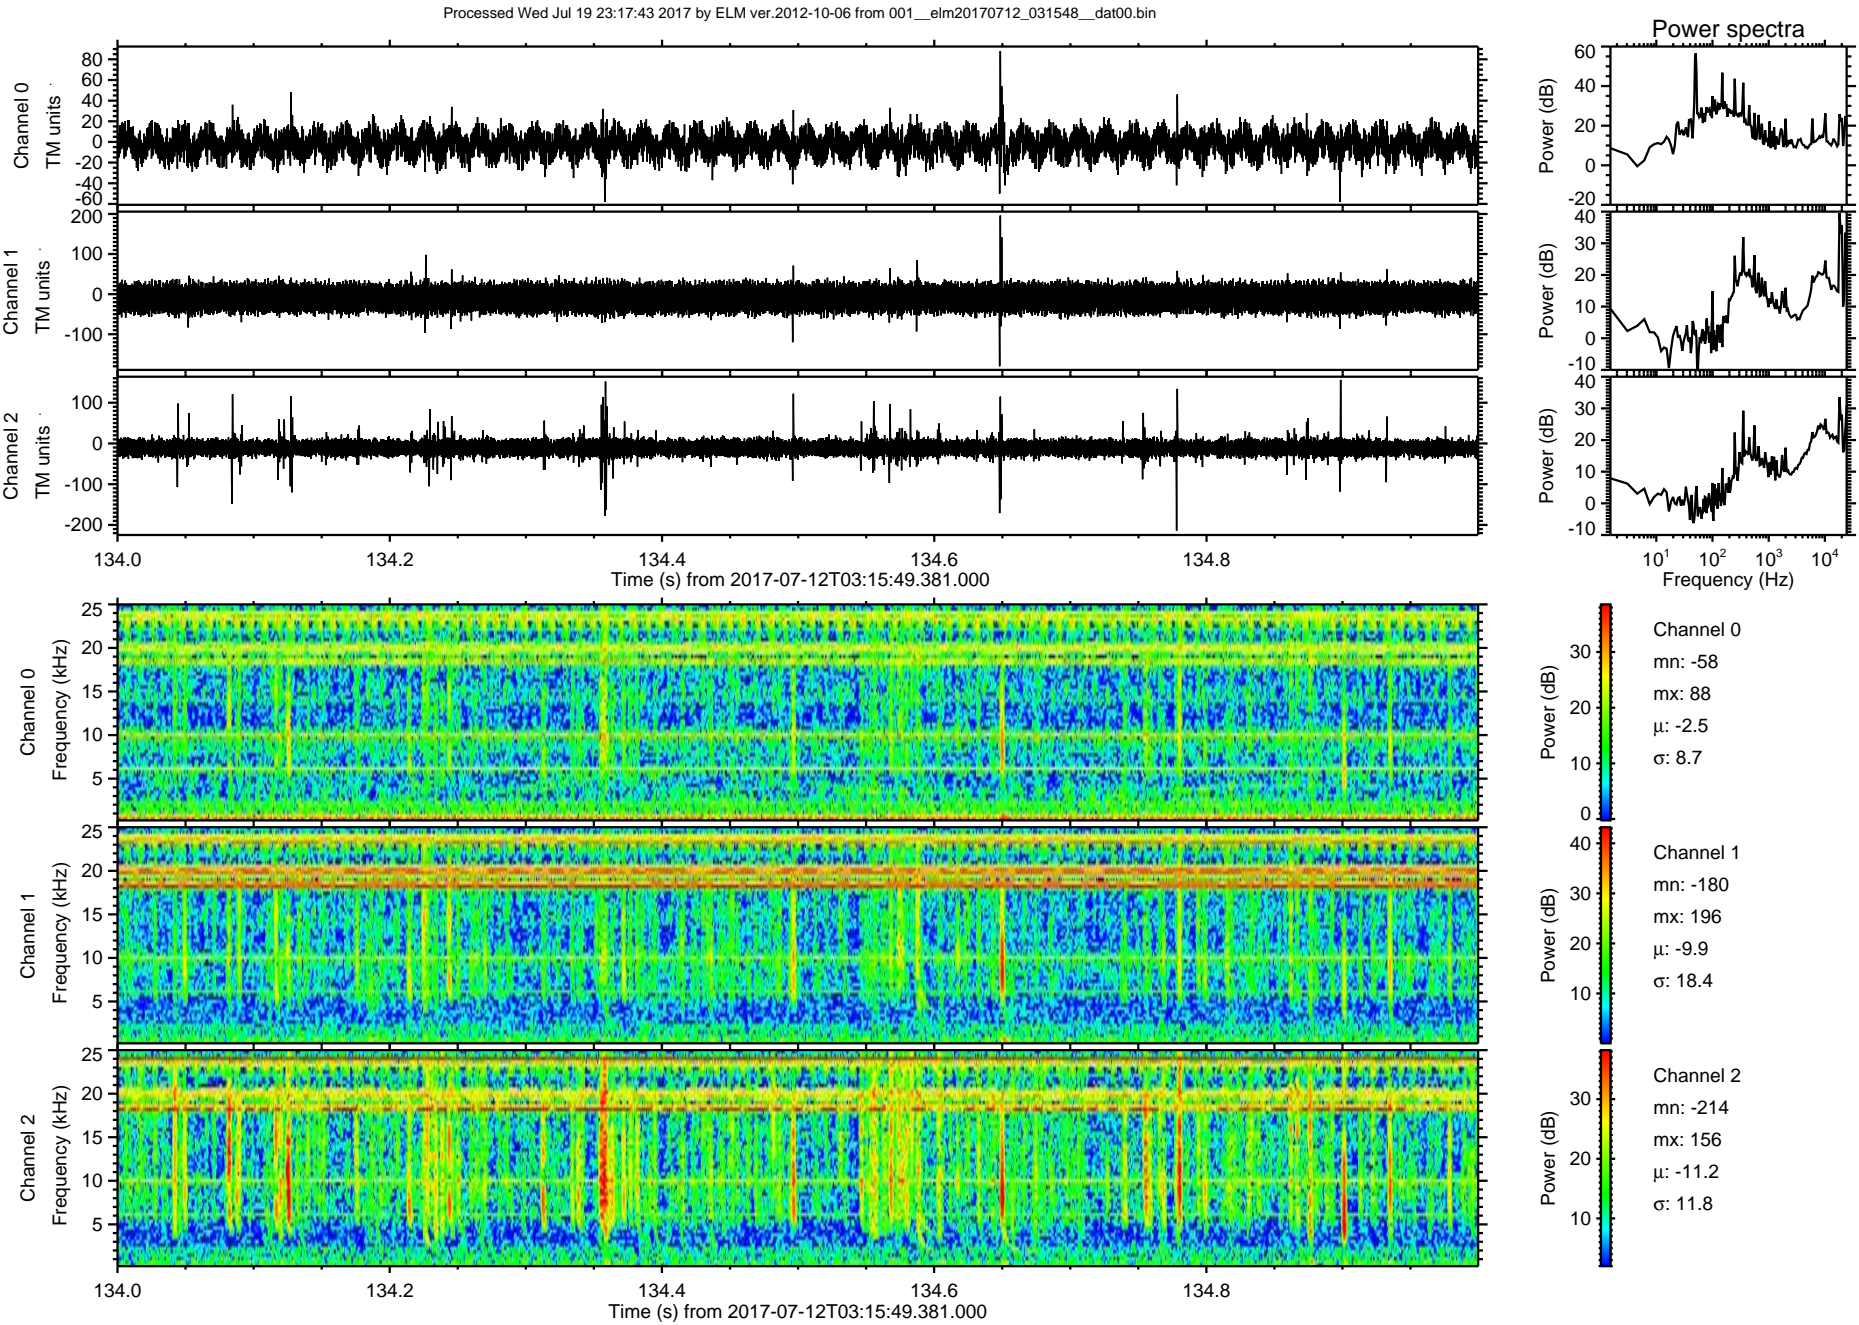 Processed Wed Jul 19 23:17:43 2017 by ELM ver.2012-10-06 from 001__elm20170712_031548__dat00.bin
Power spectra
Channel 0
TM units
80
60
40
20
0
-20
-40
-60
Power (dB)
60
40
20
0
-20
Channel 1
TM units
200
100
0
-100
Power (dB)
40
30
20
10
0
-10
Channel 2
TM units
100
0
-100
-200
Power (dB)
40
30
20
10
0
-10
134.0 134.2 134.4 134.6 134.8
Time (s) from 2017-07-12T03:15:49.381.000
10¹ 10² 10³ 10⁴
Frequency (Hz)
Channel 0
Frequency (kHz)
25
20
15
10
5
Power (dB)
30
20
10
0
Channel 0
mn: -58
mx: 88
μ: -2.5
σ: 8.7
Channel 1
Frequency (kHz)
25
20
15
10
5
Power (dB)
40
30
20
10
Channel 1
mn: -180
mx: 196
μ: -9.9
σ: 18.4
Channel 2
Frequency (kHz)
25
20
15
10
5
Power (dB)
30
20
10
Channel 2
mn: -214
mx: 156
μ: -11.2
σ: 11.8
134.0 134.2 134.4 134.6 134.8
Time (s) from 2017-07-12T03:15:49.381.000